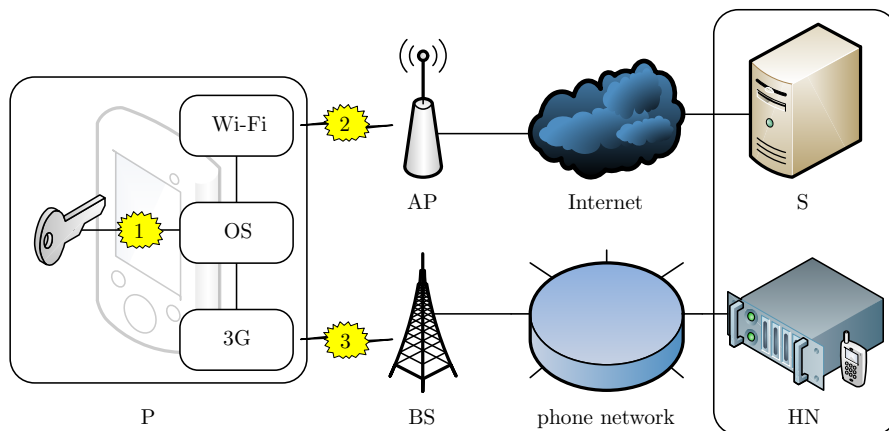 Wi-Fi
2
AP
Internet
S
1
OS
3G
3
P
BS
phone network
HN